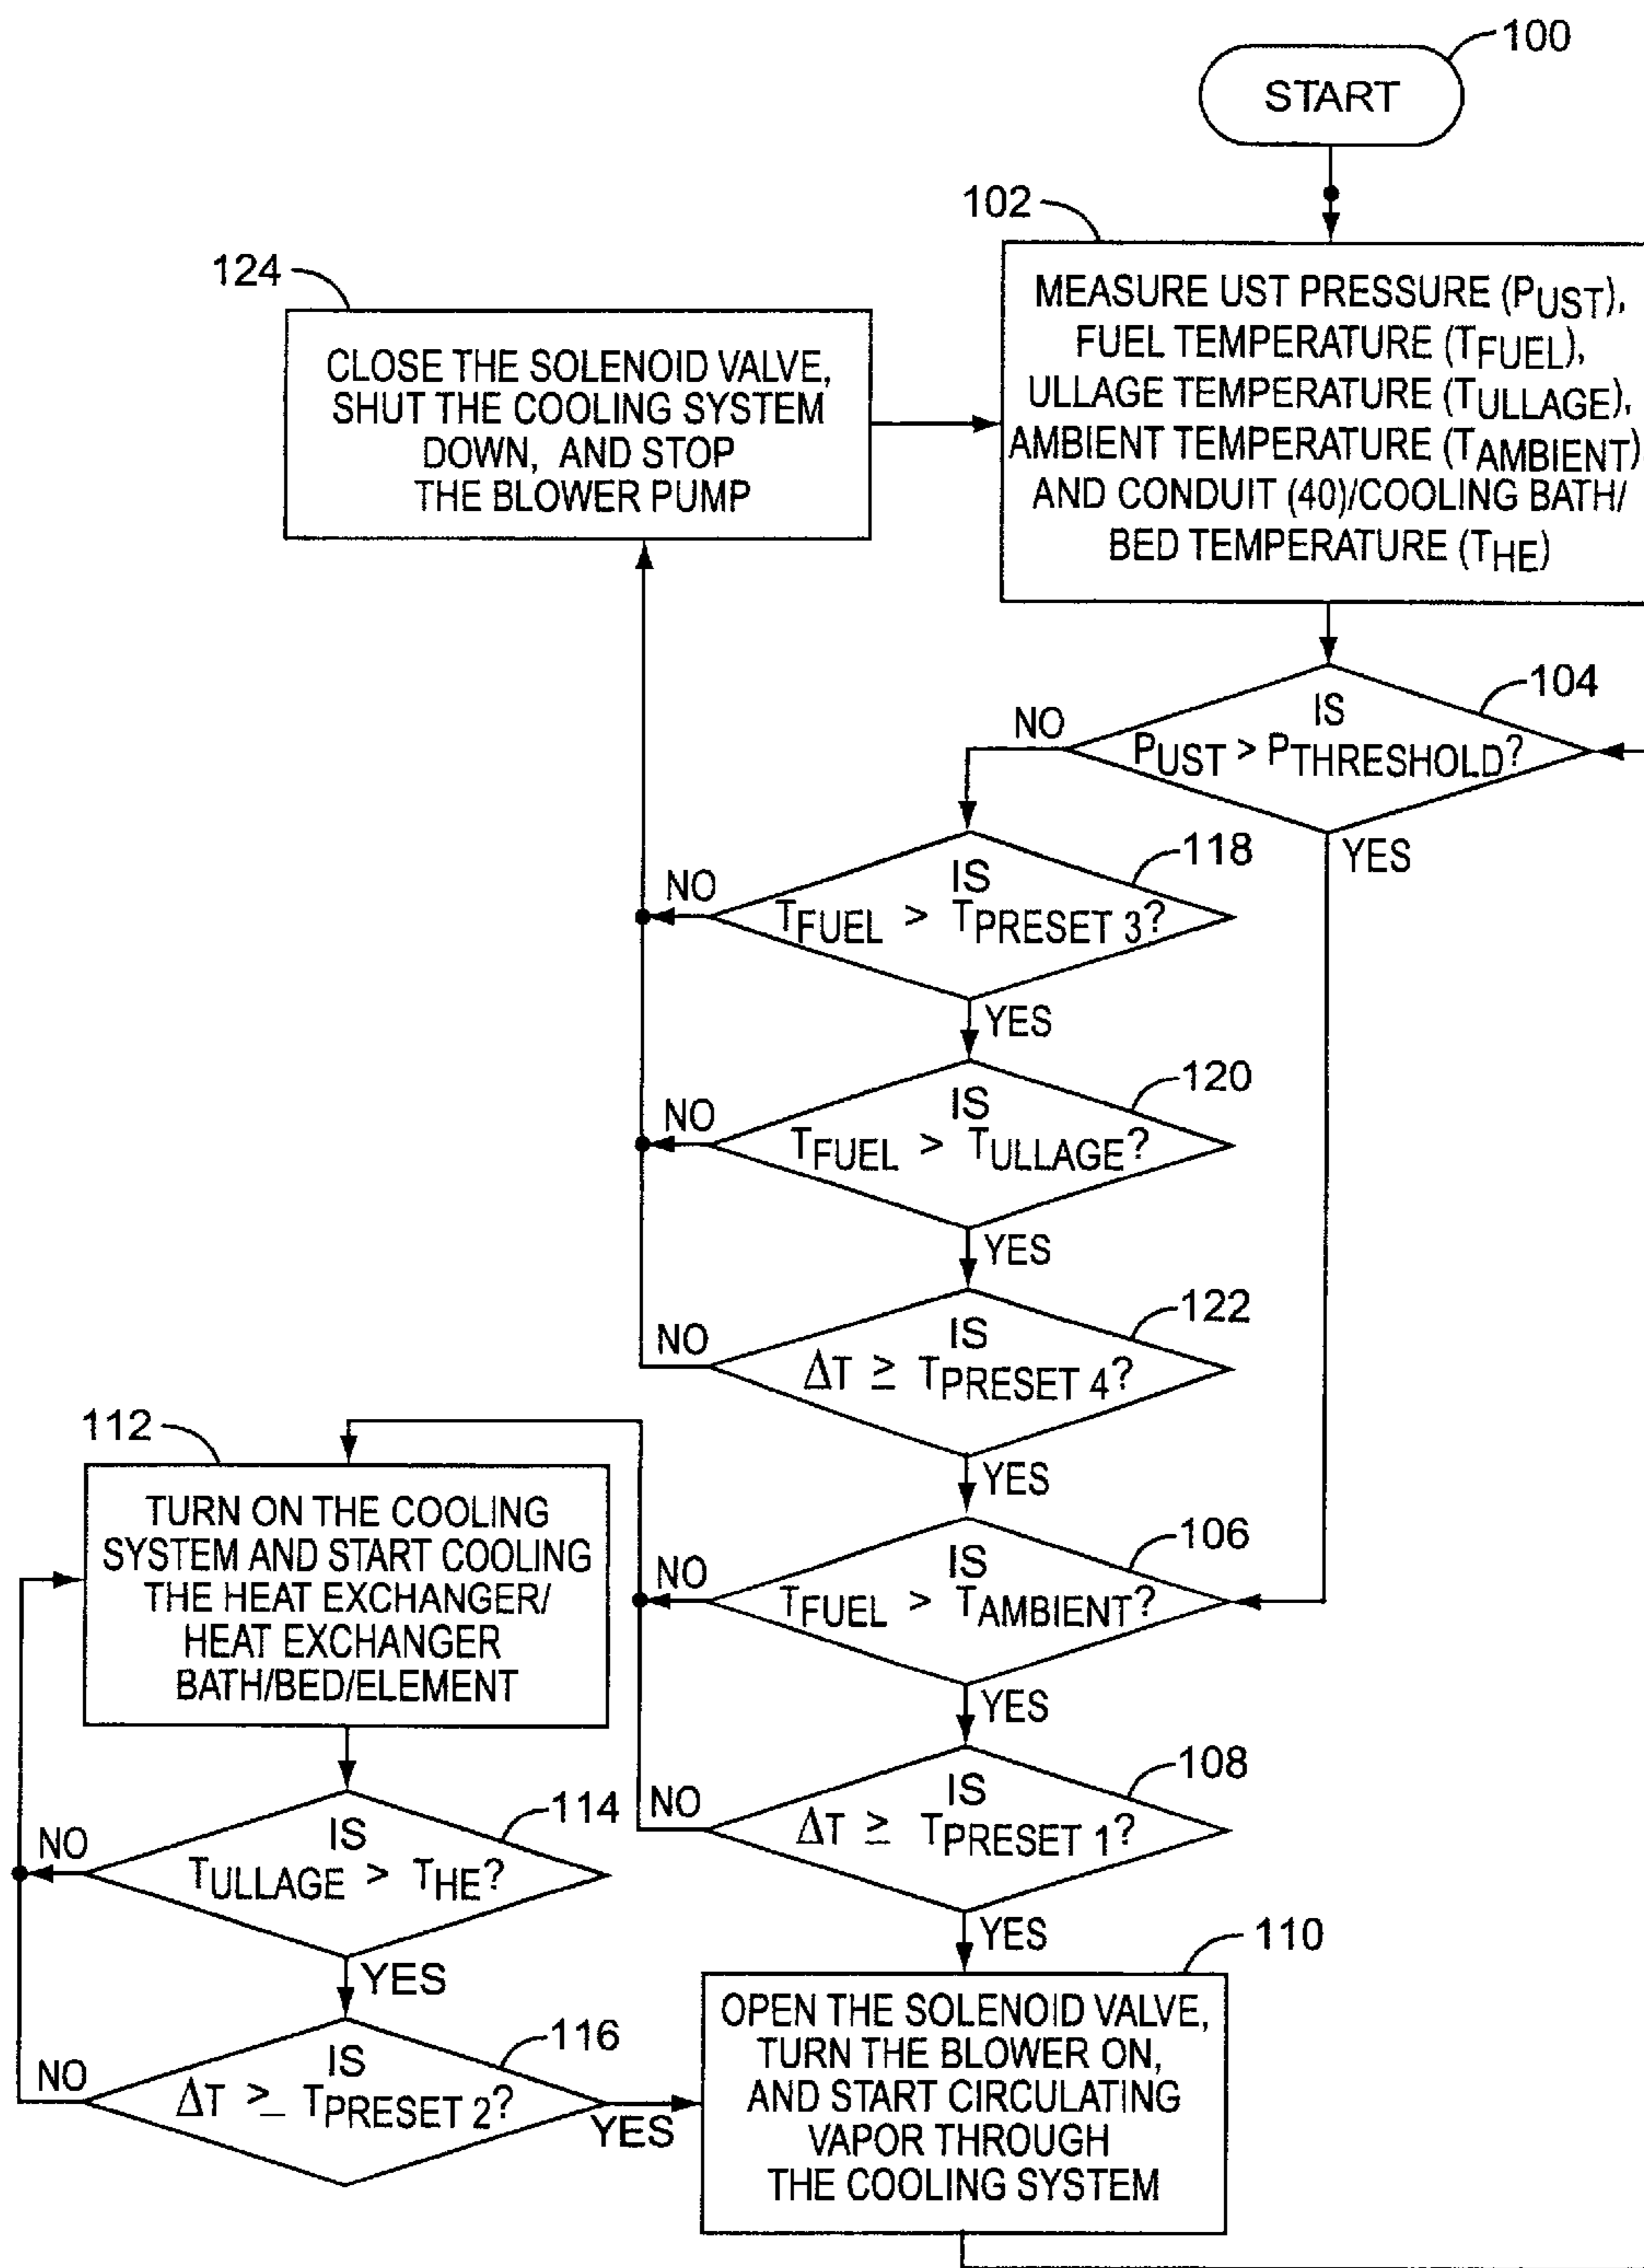 100
START
102
MEASURE UST PRESSURE (PUST),
FUEL TEMPERATURE (TFUEL),
ULLAGE TEMPERATURE (TULLAGE),
AMBIENT TEMPERATURE (TAMBIENT)
AND CONDUIT (40)/COOLING BATH/
BED TEMPERATURE (THE)
124
CLOSE THE SOLENOID VALVE,
SHUT THE COOLING SYSTEM
DOWN, AND STOP
THE BLOWER PUMP
104
IS
PUST > PTHRESHOLD?
NO
YES
118
IS
TFUEL > TPRESET 3?
NO
YES
120
IS
TFUEL > TULLAGE?
NO
YES
122
IS
ΔT ≥ TPRESET 4?
NO
YES
106
IS
TFUEL > TAMBIENT?
NO
YES
108
IS
ΔT ≥ TPRESET 1?
NO
YES
112
TURN ON THE COOLING
SYSTEM AND START COOLING
THE HEAT EXCHANGER/
HEAT EXCHANGER
BATH/BED/ELEMENT
114
IS
TULLAGE > THE?
NO
YES
116
IS
ΔT ≥ TPRESET 2?
NO
YES
110
OPEN THE SOLENOID VALVE,
TURN THE BLOWER ON,
AND START CIRCULATING
VAPOR THROUGH
THE COOLING SYSTEM